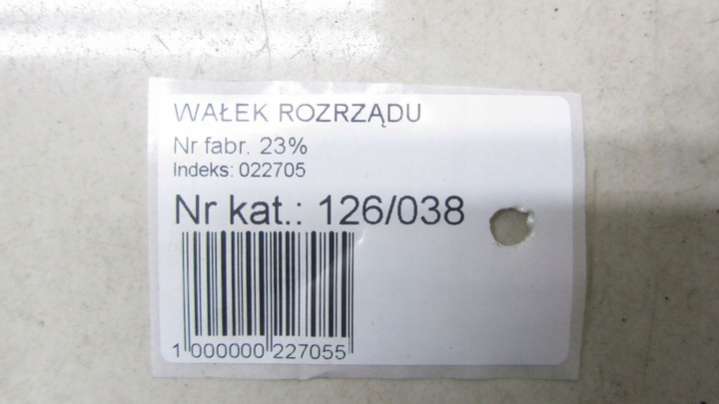 WAŁEK ROZRZĄDU
Nr fabr. 23%
Indeks: 022705
Nr kat.: 126/038
1 000000 227055